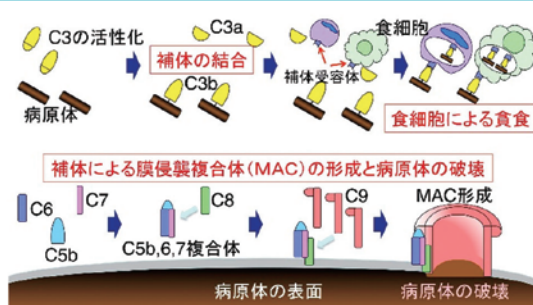 C3の活性化
病原体
補体の結合
C3a
C3b
補体受容体
食細胞
食細胞による貪食
補体による膜侵襲複合体(MAC)の形成と病原体の破壊
C6
C7
C5b
C8
C5b,6,7複合体
C9
MAC形成
病原体の表面
病原体の破壊